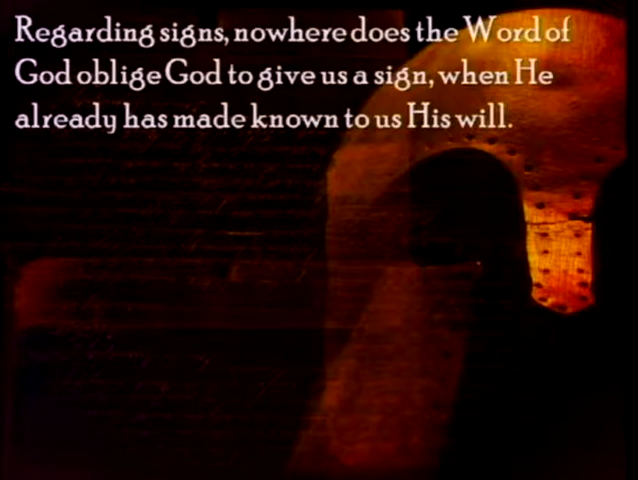 Regarding signs, nowhere does the Word of
God oblige God to give us a sign, when He
already has made known to us His will.